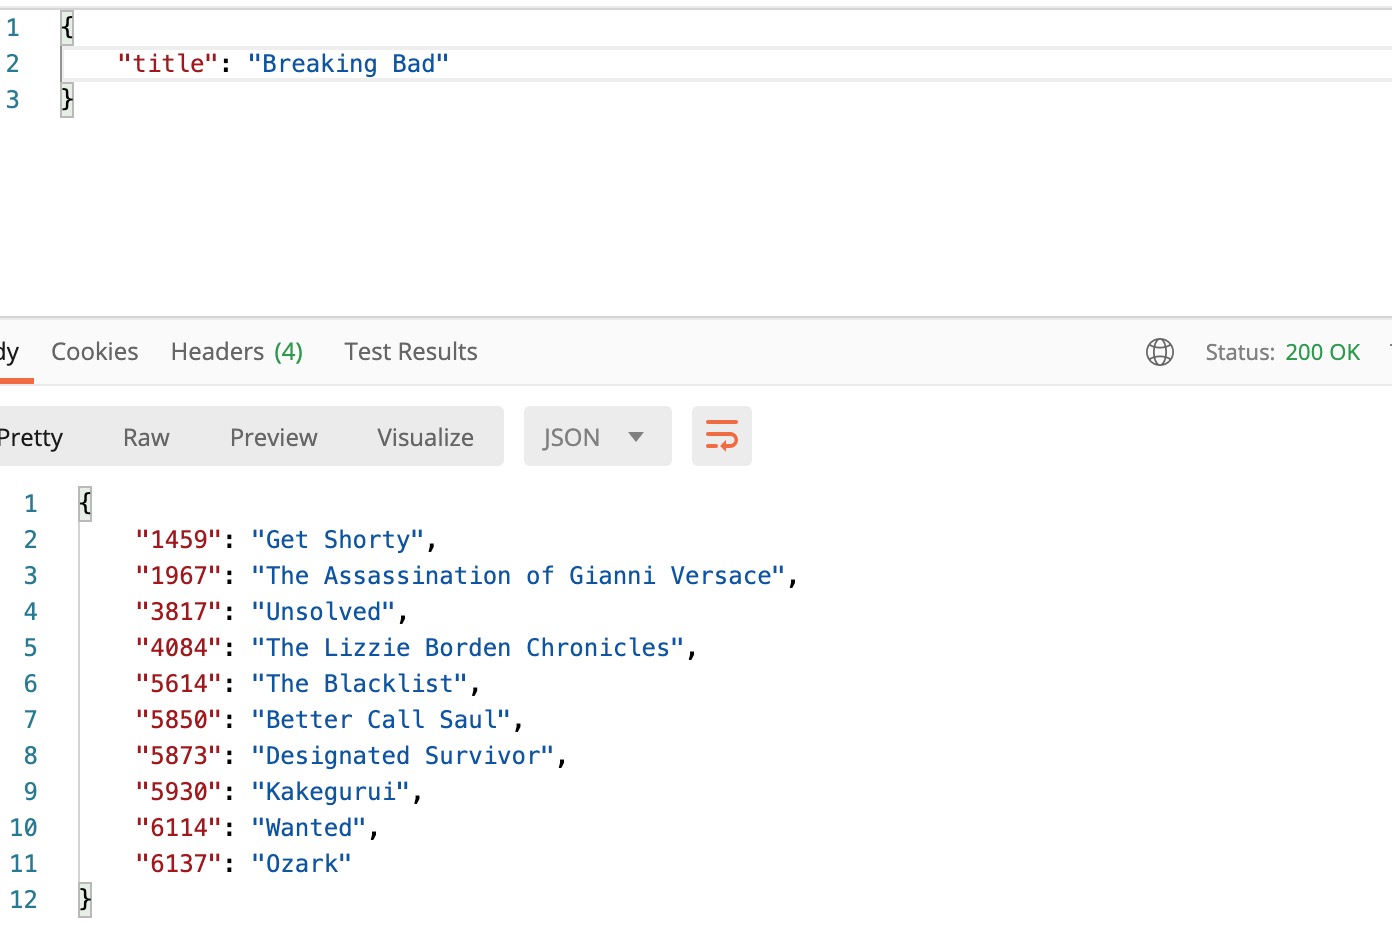 1 {
2 "title": "Breaking Bad"
3 }
dy Cookies Headers (4) Test Results Status: 200 OK
Pretty Raw Preview Visualize JSON
1 {
2 "1459": "Get Shorty",
3 "1967": "The Assassination of Gianni Versace",
4 "3817": "Unsolved",
5 "4084": "The Lizzie Borden Chronicles",
6 "5614": "The Blacklist",
7 "5850": "Better Call Saul",
8 "5873": "Designated Survivor",
9 "5930": "Kakegurui",
10 "6114": "Wanted",
11 "6137": "Ozark"
12 }